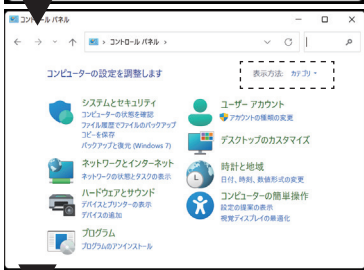 コントロール パネル
コントロール パネル
コンピューターの設定を調整します
表示方法: カテゴリ
システムとセキュリティ
コンピューターの状態を確認
ファイル履歴でファイルのバックアップ
コピーを保存
バックアップと復元 (Windows 7)
ネットワークとインターネット
ネットワークの状態とタスクの表示
ハードウェアとサウンド
デバイスとプリンターの表示
デバイスの追加
プログラム
プログラムのアンインストール
ユーザー アカウント
アカウントの種類の変更
デスクトップのカスタマイズ
時計と地域
日付、時刻、数値形式の変更
コンピューターの簡単操作
設定の提案の表示
視覚ディスプレイの最適化